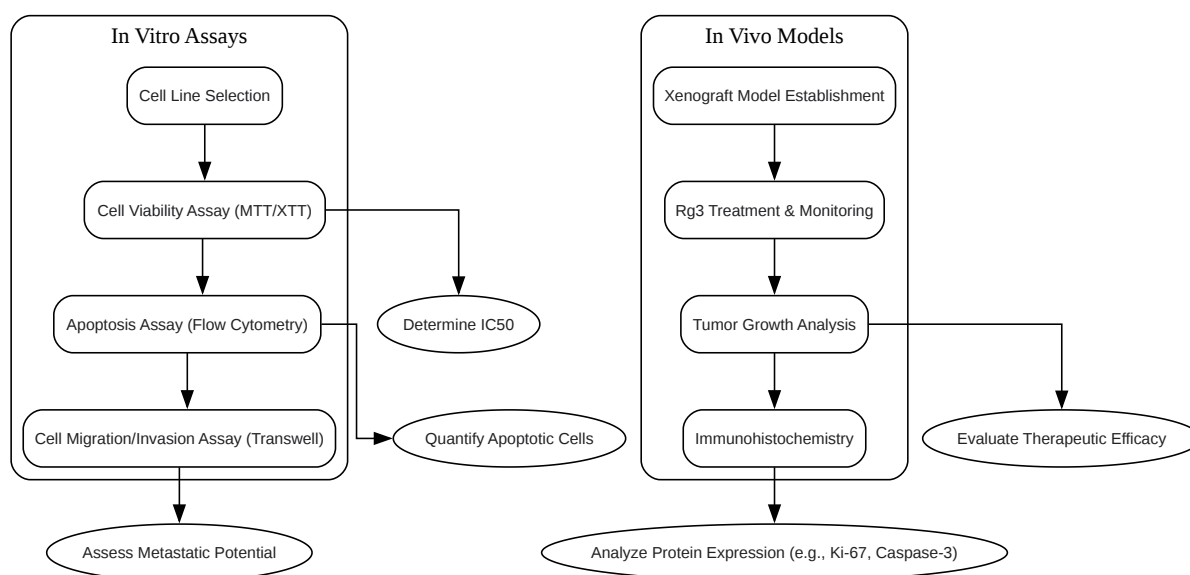 In Vitro Assays
Cell Line Selection
Cell Viability Assay (MTT/XTT)
Apoptosis Assay (Flow Cytometry)
Determine IC50
Cell Migration/Invasion Assay (Transwell)
Quantify Apoptotic Cells
Assess Metastatic Potential
In Vivo Models
Xenograft Model Establishment
Rg3 Treatment & Monitoring
Tumor Growth Analysis
Immunohistochemistry
Evaluate Therapeutic Efficacy
Analyze Protein Expression (e.g., Ki-67, Caspase-3)